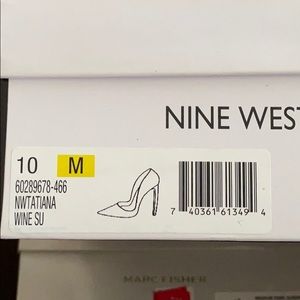 NINE WEST
10 M
60289678-466
NWTATIANA
WINE SU
7 40361 61349 4
MARC FISHER